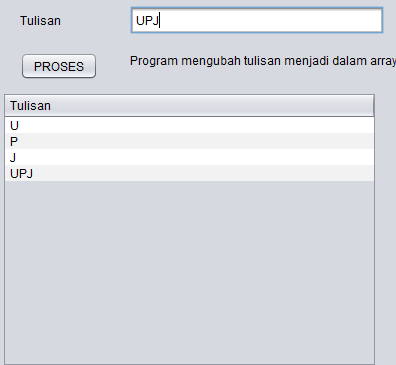 Tulisan UPJ
PROSES Program mengubah tulisan menjadi dalam array
Tulisan
U
P
J
UPJ